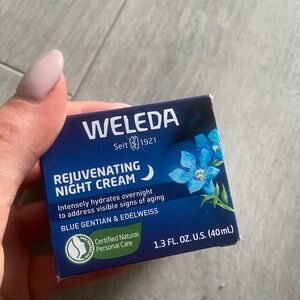 WELEDA
Seit 1921
REJUVENATING
NIGHT CREAM
Intensely hydrates overnight
to address visible signs of aging
BLUE GENTIAN & EDELWEISS
Certified Natural
Personal Care
1.3 FL. OZ. U.S. (40mL)